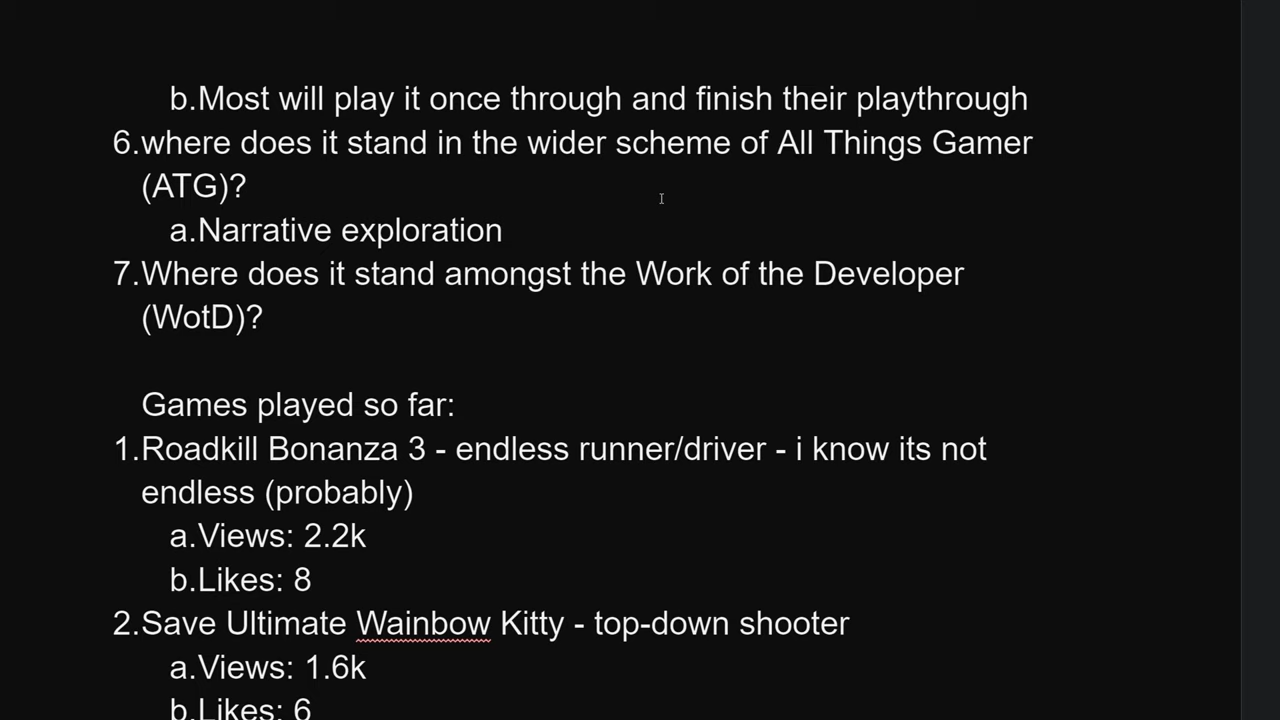 b.Most will play it once through and finish their playthrough
6.where does it stand in the wider scheme of All Things Gamer
(ATG)?
a.Narrative exploration
7.Where does it stand amongst the Work of the Developer
(WotD)?
Games played so far:
1.Roadkill Bonanza 3 - endless runner/driver - i know its not
endless (probably)
a.Views: 2.2k
b.Likes: 8
2.Save Ultimate Wainbow Kitty - top-down shooter
a.Views: 1.6k
b.Likes: 6